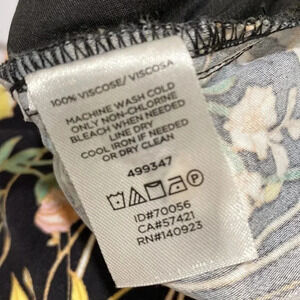 100% VISCOSE/ VISCOSA
MACHINE WASH COLD
ONLY NON-CHLORINE
BLEACH WHEN NEEDED
LINE DRY
COOL IRON IF NEEDED
OR DRY CLEAN
499347
P
ID#70056
CA#57421
RN#140923